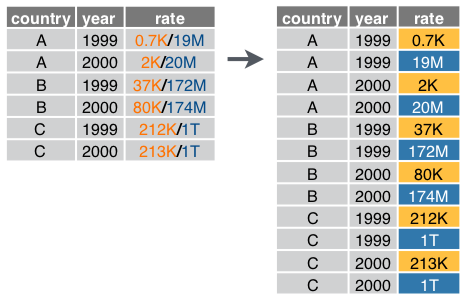 country year rate
A 1999 0.7K/19M
A 2000 2K/20M
B 1999 37K/172M
B 2000 80K/174M
C 1999 212K/1T
C 2000 213K/1T
country year rate
A 1999 0.7K
A 1999 19M
A 2000 2K
A 2000 20M
B 1999 37K
B 1999 172M
B 2000 80K
B 2000 174M
C 1999 212K
C 1999 1T
C 2000 213K
C 2000 1T